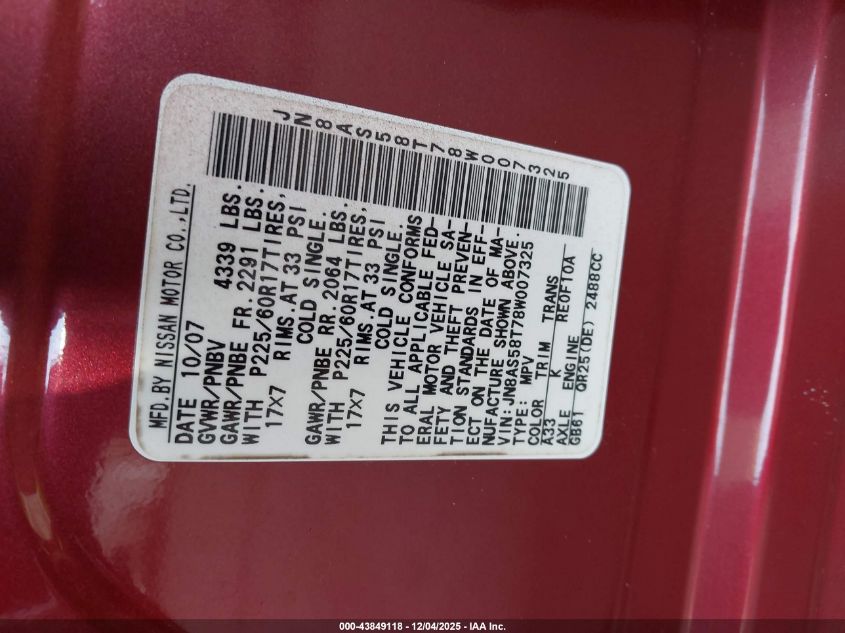 JN8AS58T78W007325
MFD.BY NISSAN MOTOR CO.,LTD.
DATE 10/07
GVWR/PNBV 4339 LBS.
GAWR/PNBE FR. 2291 LBS.
WITH P225/60R17TIRES,
17X7 RIMS.AT 33 PSI
COLD SINGLE.
GAWR/PNBE RR. 2064 LBS.
WITH P225/60R17TIRES,
17X7 RIMS.AT 33 PSI
COLD SINGLE.
THIS VEHICLE CONFORMS
TO ALL APPLICABLE FED-
ERAL MOTOR VEHICLE SA-
FETY AND THEFT PREVEN-
TION STANDARDS IN EFF-
ECT ON THE DATE OF MA-
NUFACTURE SHOWN ABOVE.
VIN:JN8AS58T78W007325
TYPE: MPV
COLOR TRIM TRANS
A33 K RE0F10A
AXLE ENGINE
GB61 QR25(DE) 2488CC
000-43849118 - 12/04/2025 - IAA Inc.